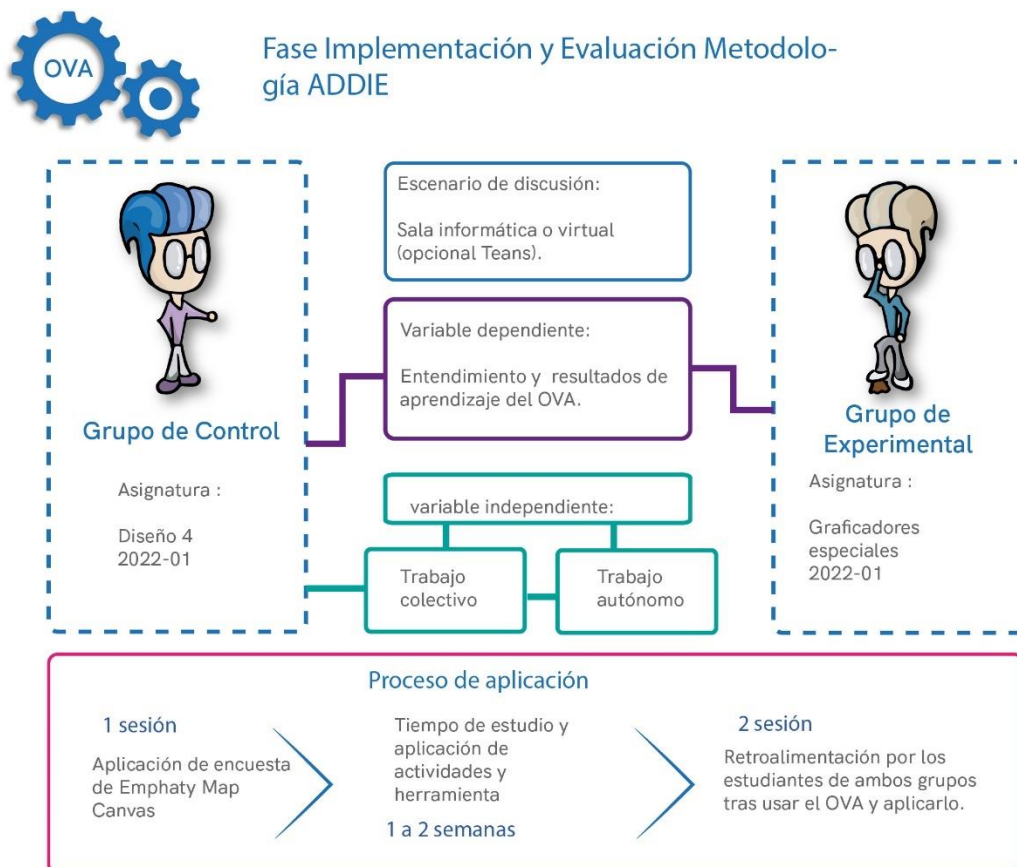 OVA
Fase Implementación y Evaluación Metodolo-
gía ADDIE
Escenario de discusión:
Sala informática o virtual
(opcional Teans).
Variable dependiente:
Entendimiento y resultados de
aprendizaje del OVA.
Grupo de Control
Asignatura :
Diseño 4
2022-01
Grupo de
Experimental
Asignatura :
Graficadores
especiales
2022-01
variable independiente:
Trabajo
colectivo
Trabajo
autónomo
Proceso de aplicación
1 sesión
Aplicación de encuesta
de Emphaty Map
Canvas
Tiempo de estudio y
aplicación de
actividades y
herramienta
1 a 2 semanas
2 sesión
Retroalimentación por los
estudiantes de ambos grupos
tras usar el OVA y aplicarlo.